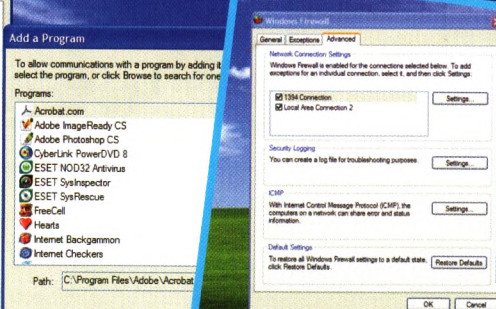 Add a Program
To allow communications with a program by adding it
select the program, or click Browse to search for one
Programs:
Acrobat.com
Adobe ImageReady CS
Adobe Photoshop CS
CyberLink PowerDVD 8
ESET NOD32 Antivirus
ESET SysInspector
ESET SysRescue
FreeCell
Hearts
Internet Backgammon
Internet Checkers
Path: C:\Program Files\Adobe\Acrobat
Windows Firewall
General Exceptions Advanced
Network Connection Settings
Windows Firewall is enabled for the connections selected below. To add
exceptions for an individual connection, select it, and then click Settings:
1394 Connection
Local Area Connection 2
Settings...
Security Logging
You can create a log file for troubleshooting purposes.
Settings...
ICMP
With Internet Control Message Protocol (ICMP), the
computers on a network can share error and status
information.
Settings...
Default Settings
To restore all Windows Firewall settings to a default state,
click Restore Defaults.
Restore Defaults
OK Cancel